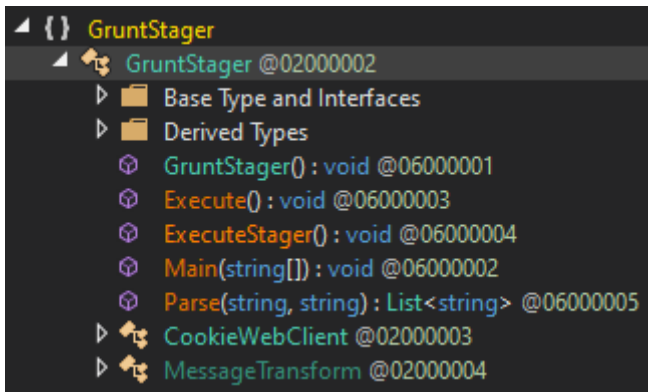 { } GruntStager
GruntStager @02000002
Base Type and Interfaces
Derived Types
GruntStager() : void @06000001
Execute() : void @06000003
ExecuteStager() : void @06000004
Main(string[]) : void @06000002
Parse(string, string) : List<string> @06000005
CookieWebClient @02000003
MessageTransform @02000004